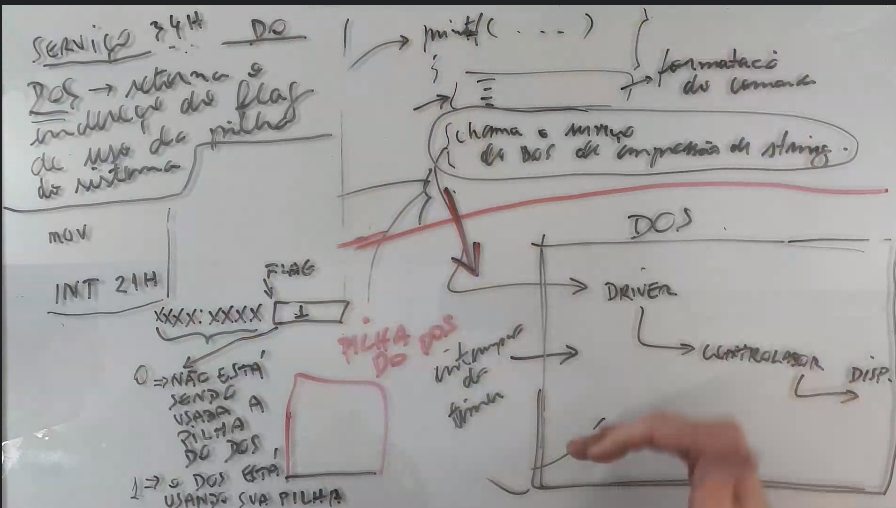 SERVIÇO 34H DO
DOS → retorna o
endereço do flag
de uso da pilha
do sistema
mov
INT 21H
FLAG
XXXX:XXXX 1
0 ⇒ NÃO ESTÁ
SENDO
USADA A
PILHA
DO DOS
1 ⇒ O DOS ESTÁ
USANDO SUA PILHA
PILHA
DO DOS
printf( . . . )
formatação
do comando
chama o serviço
do DOS de impressão de string.
DOS
DRIVER
CONTROLADOR
DISP.
do
timer